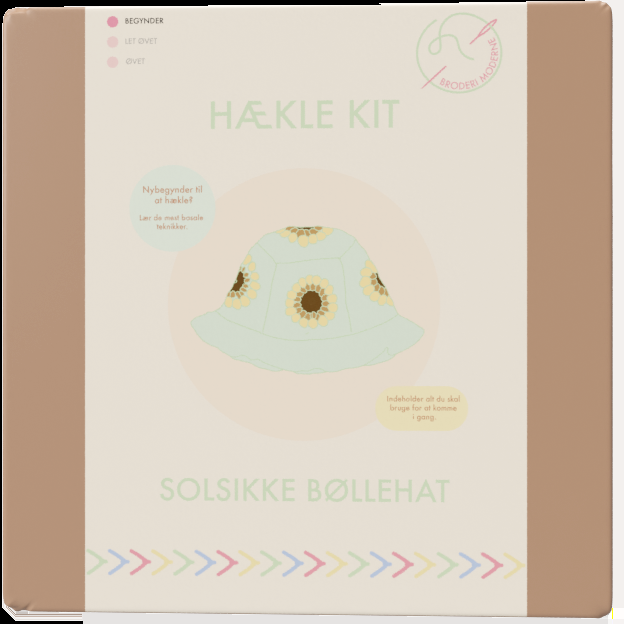 BEGYNDER
LET ØVET
ØVET
BRODERI MODERNE
HÆKLE KIT
Nybegynder til
at hækle?
Lær de mest basale
teknikker.
Indeholder alt du skal
bruge for at komme
i gang.
SOLSIKKE BØLLEHAT